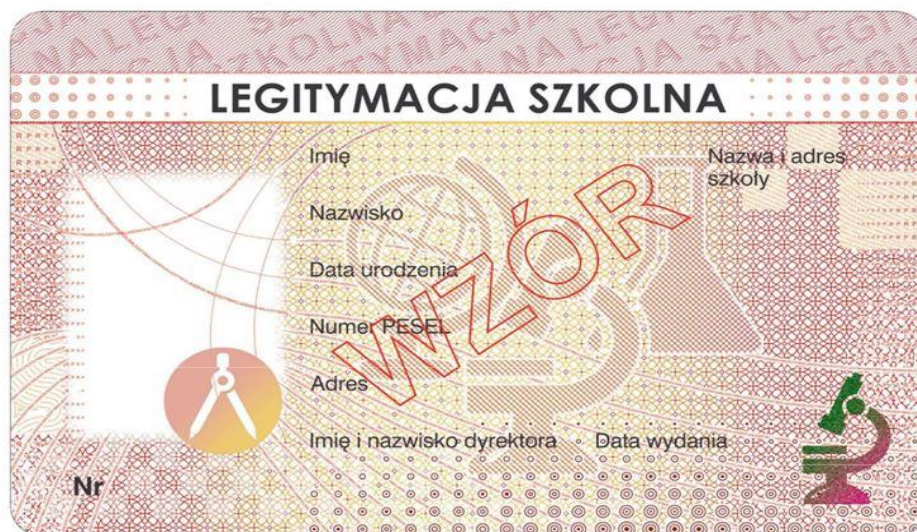 LEGITYMACJA SZKOLNA
Imię
Nazwa i adres
szkoły
Nazwisko
WZÓR
Data urodzenia
Numer PESEL
Adres
Imię i nazwisko dyrektora
Data wydania
Nr